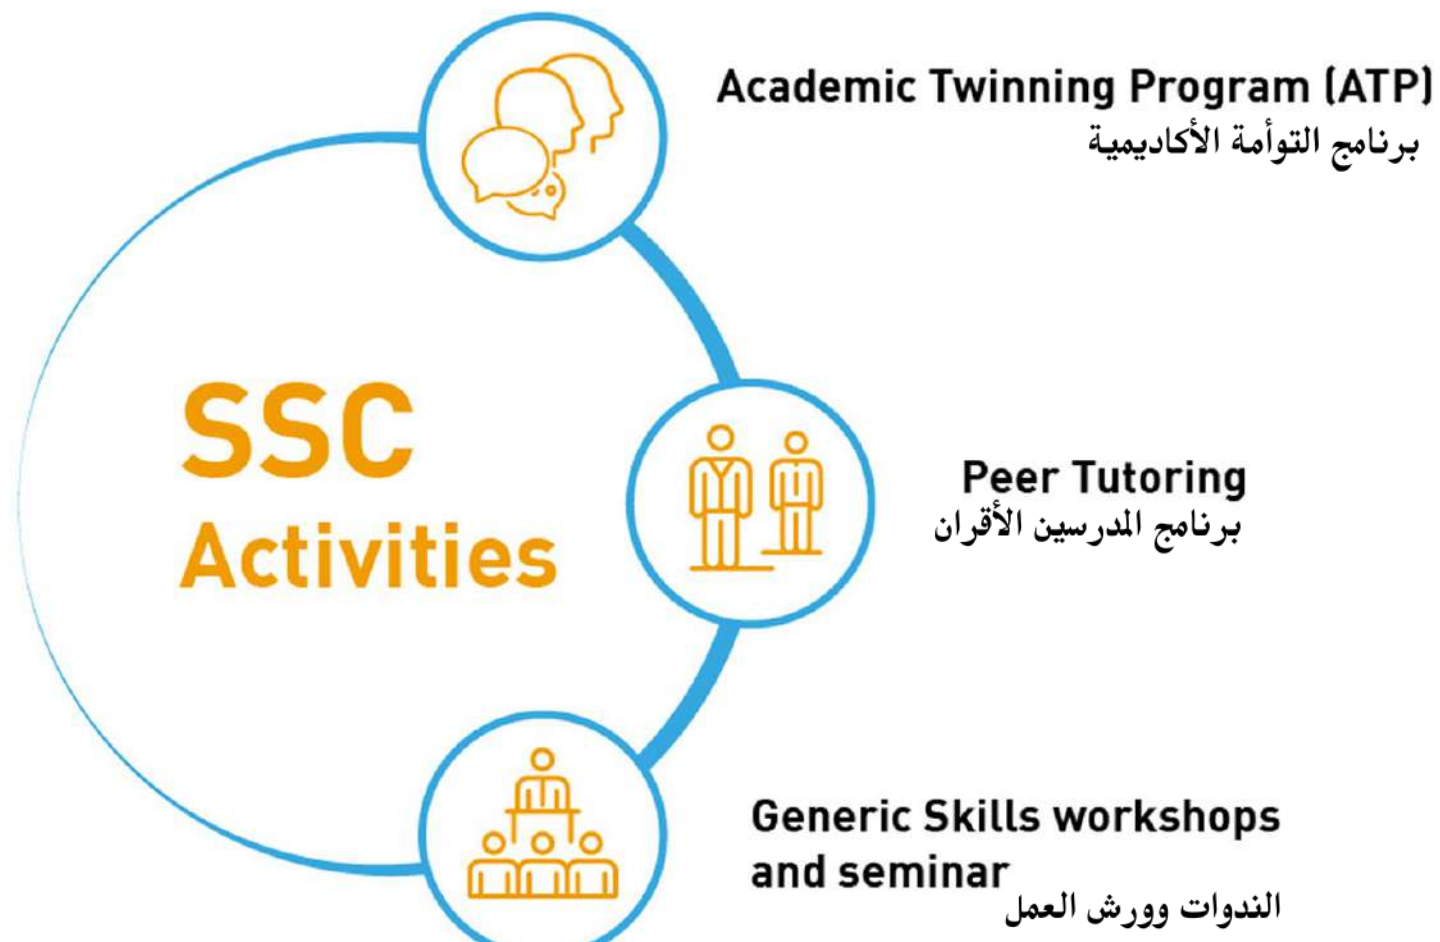 SSC
Activities
Academic Twinning Program (ATP)
برنامج التوأمة الأكاديمية
Peer Tutoring
برنامج المدرسين الأقران
Generic Skills workshops
and seminar
الندوات وورش العمل